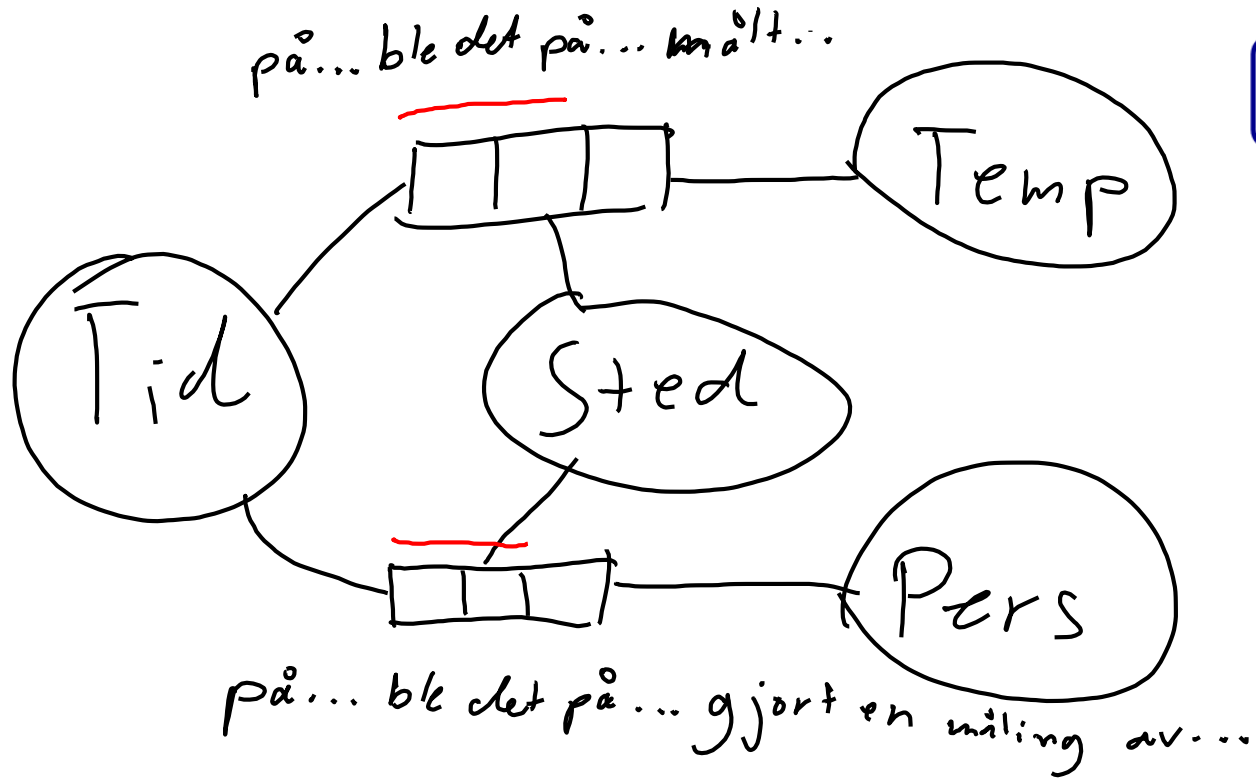 på... ble det på... målt...
Temp
Tid
Sted
Pers
på... ble det på... gjort en måling av...